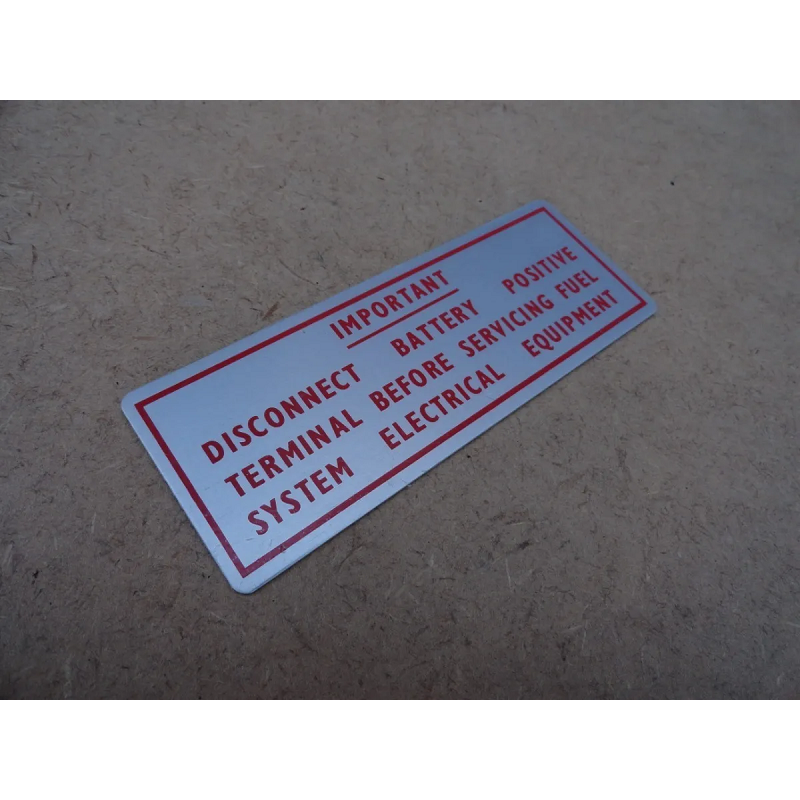 IMPORTANT
DISCONNECT BATTERY POSITIVE
TERMINAL BEFORE SERVICING FUEL
SYSTEM ELECTRICAL EQUIPMENT